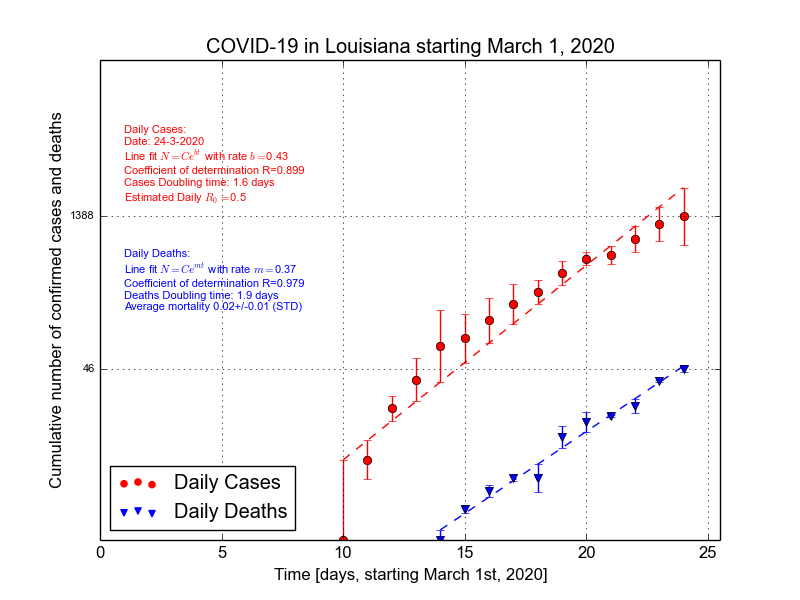 COVID-19 in Louisiana starting March 1, 2020
Daily Cases:
Date: 24-3-2020
Line fit N = Ce^{bt} with rate b =0.43
Coefficient of determination R=0.899
Cases Doubling time: 1.6 days
Estimated Daily R_0 =0.5
1388
Daily Deaths:
Line fit N = Ce^{mt} with rate m =0.37
Coefficient of determination R=0.979
Deaths Doubling time: 1.9 days
Average mortality 0.02+/-0.01 (STD)
46
Cumulative number of confirmed cases and deaths
Daily Cases
Daily Deaths
0 5 10 15 20 25
Time [days, starting March 1st, 2020]